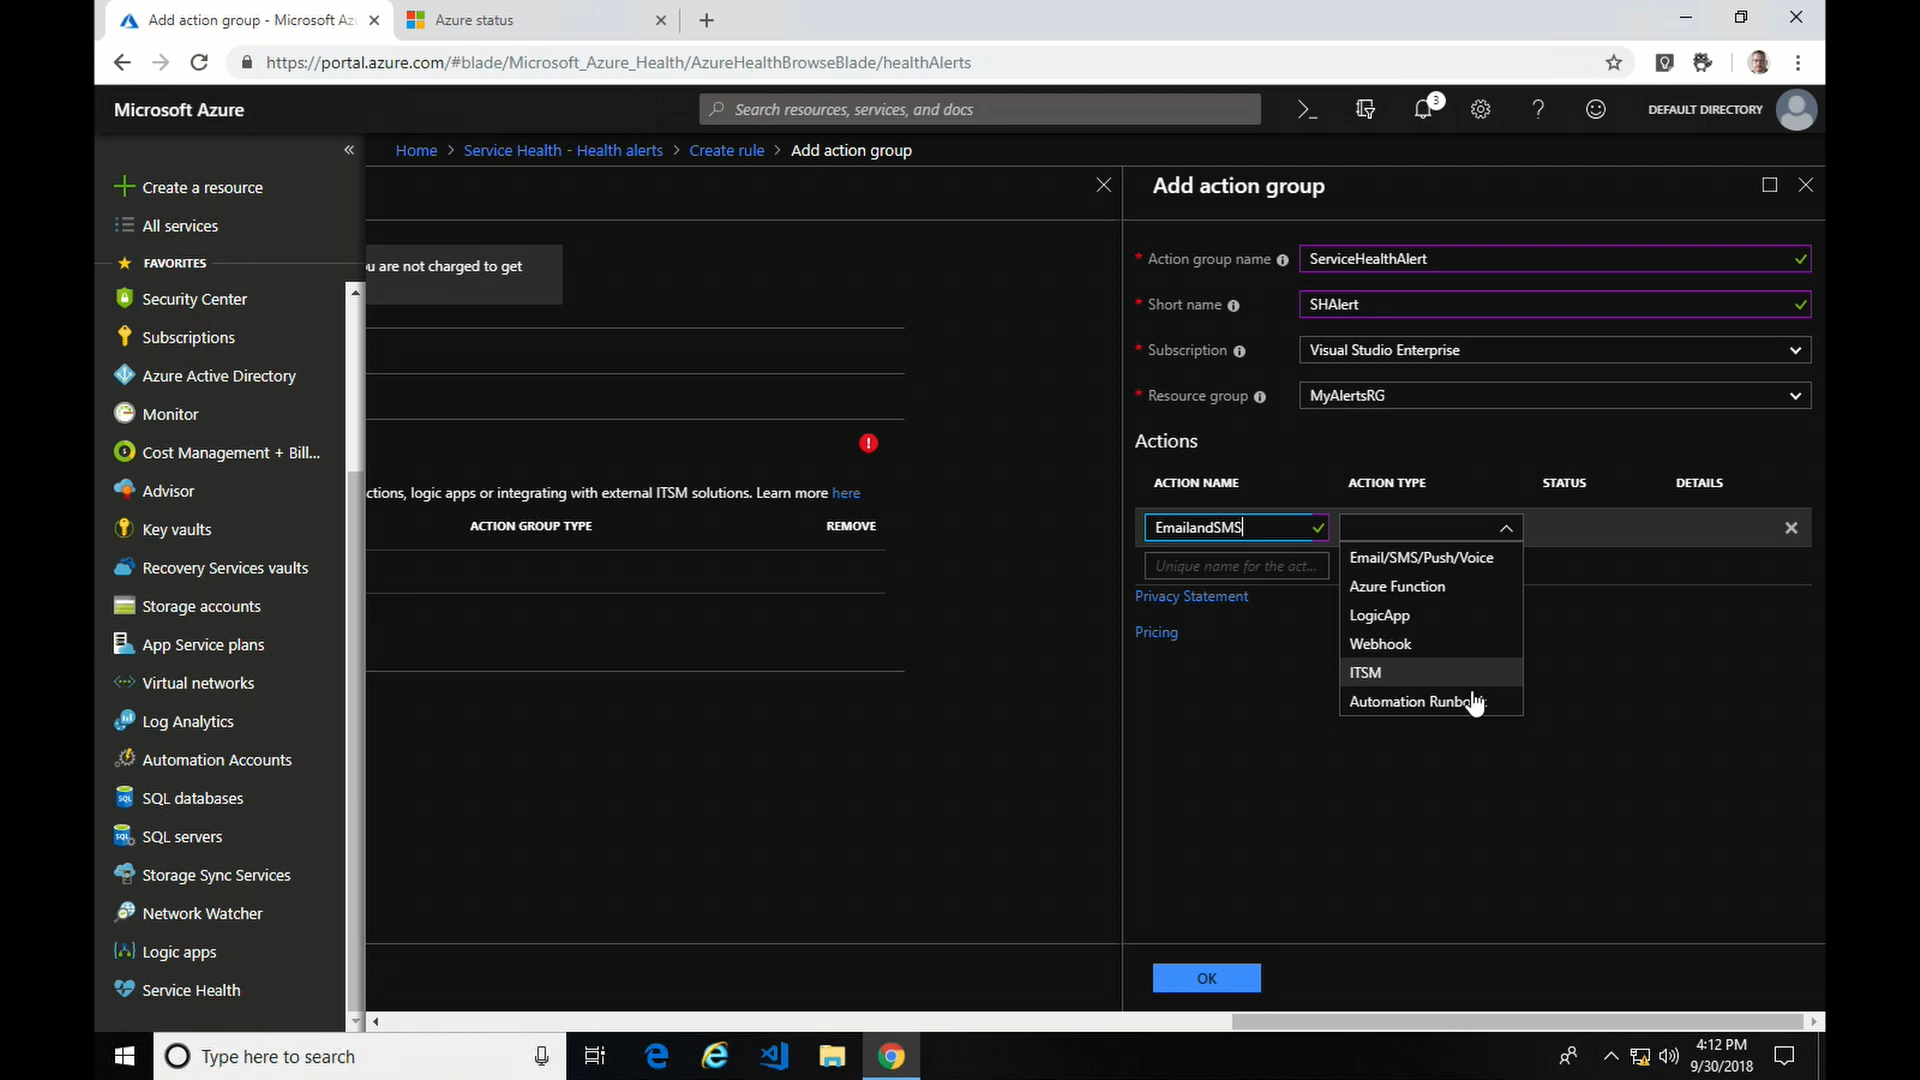 Add action group - Microsoft Az
Azure status
https://portal.azure.com/#blade/Microsoft_Azure_Health/AzureHealthBrowseBlade/healthAlerts
Microsoft Azure
Search resources, services, and docs
3
DEFAULT DIRECTORY
Home > Service Health - Health alerts > Create rule > Add action group
Create a resource
All services
FAVORITES
Security Center
Subscriptions
Azure Active Directory
Monitor
Cost Management + Bill...
Advisor
Key vaults
Recovery Services vaults
Storage accounts
App Service plans
Virtual networks
Log Analytics
Automation Accounts
SQL databases
SQL servers
Storage Sync Services
Network Watcher
Logic apps
Service Health
u are not charged to get
ctions, logic apps or integrating with external ITSM solutions. Learn more here
ACTION GROUP TYPE
REMOVE
Add action group
* Action group name
ServiceHealthAlert
* Short name
SHAlert
* Subscription
Visual Studio Enterprise
* Resource group
MyAlertsRG
Actions
ACTION NAME
ACTION TYPE
STATUS
DETAILS
EmailandSMS
Unique name for the act...
Email/SMS/Push/Voice
Azure Function
LogicApp
Webhook
ITSM
Automation
Privacy Statement
Pricing
OK
Type here to search
4:12 PM
9/30/2018